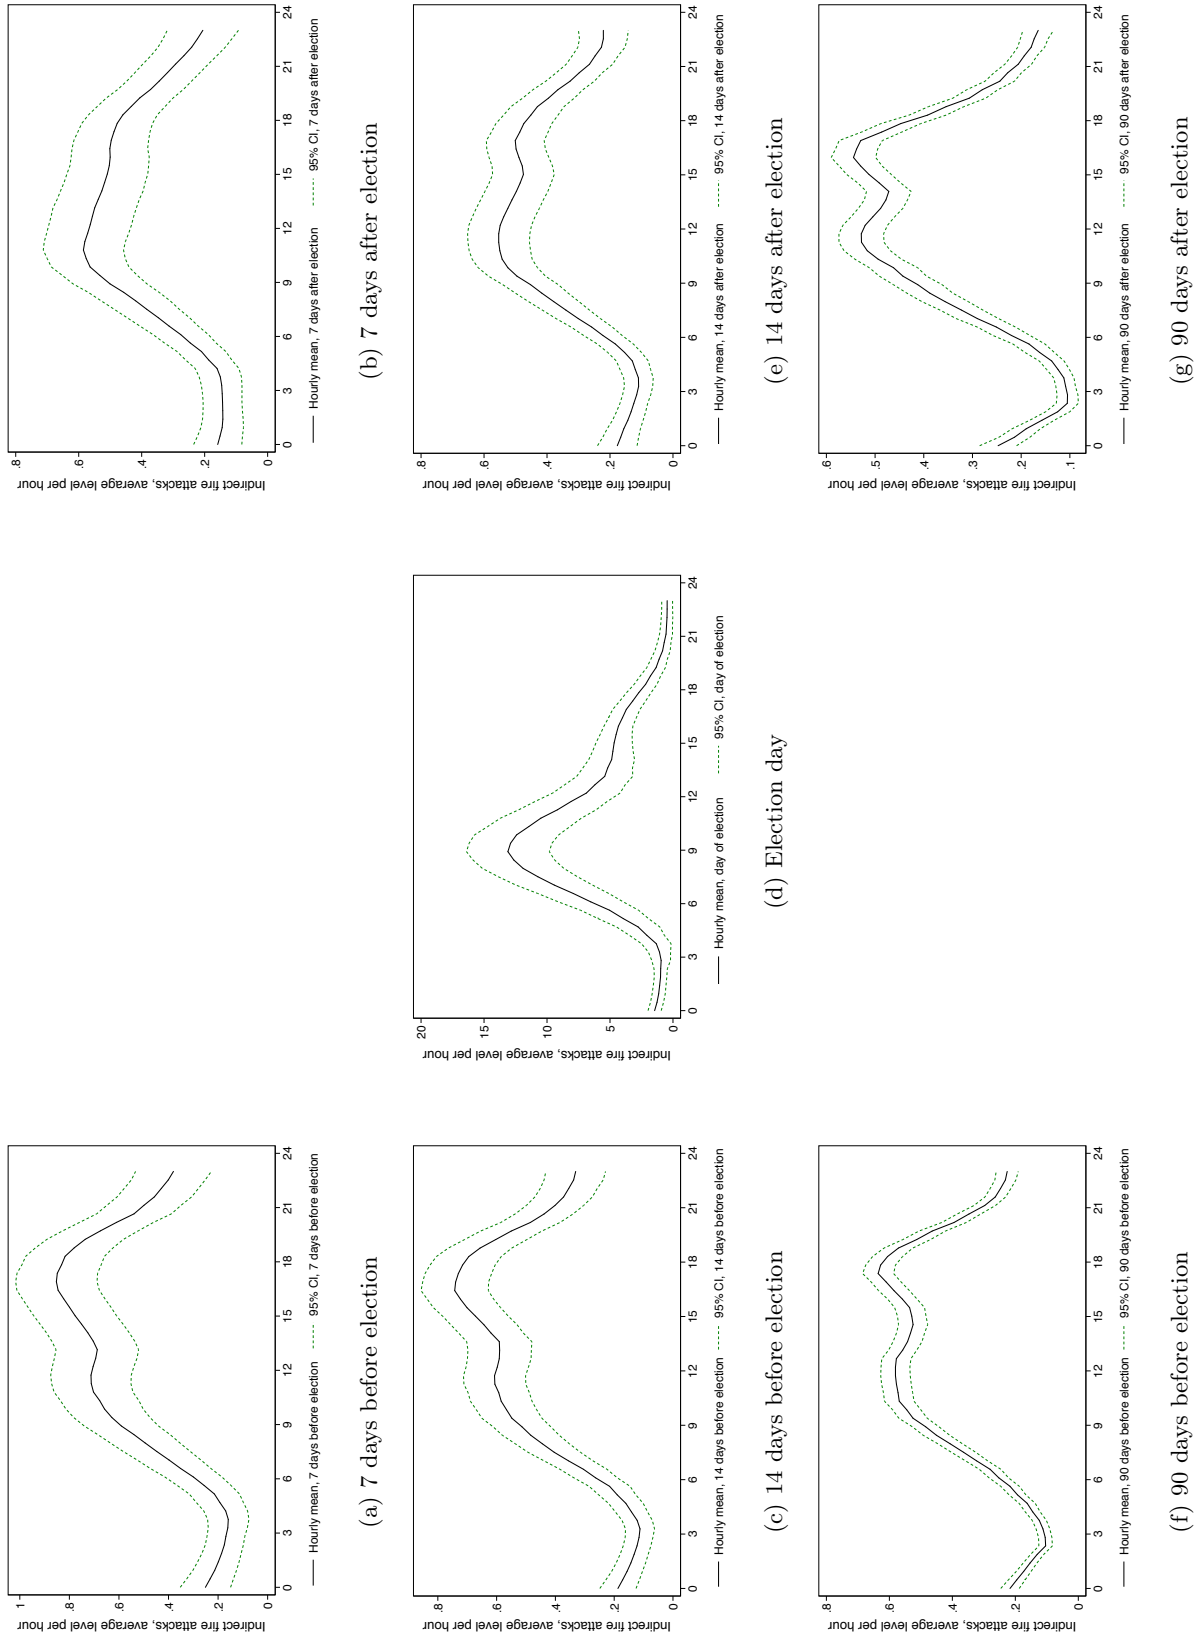 Indirect fire attacks, average level per hour
1
.8
.6
.4
.2
0
0 3 6 9 12 15 18 21 24
Hourly mean, 7 days before election 95% CI, 7 days before election
(a) 7 days before election
Indirect fire attacks, average level per hour
.8
.6
.4
.2
0
0 3 6 9 12 15 18 21 24
Hourly mean, 7 days after election 95% CI, 7 days after election
(b) 7 days after election
Indirect fire attacks, average level per hour
.8
.6
.4
.2
0
0 3 6 9 12 15 18 21 24
Hourly mean, 14 days before election 95% CI, 14 days before election
(c) 14 days before election
Indirect fire attacks, average level per hour
20
15
10
5
0
0 3 6 9 12 15 18 21 24
Hourly mean, day of election 95% CI, day of election
(d) Election day
Indirect fire attacks, average level per hour
.8
.6
.4
.2
0
0 3 6 9 12 15 18 21 24
Hourly mean, 14 days after election 95% CI, 14 days after election
(e) 14 days after election
Indirect fire attacks, average level per hour
.8
.6
.4
.2
0
0 3 6 9 12 15 18 21 24
Hourly mean, 90 days before election 95% CI, 90 days before election
(f) 90 days before election
Indirect fire attacks, average level per hour
.6
.5
.4
.3
.2
.1
0 3 6 9 12 15 18 21 24
Hourly mean, 90 days after election 95% CI, 90 days after election
(g) 90 days after election